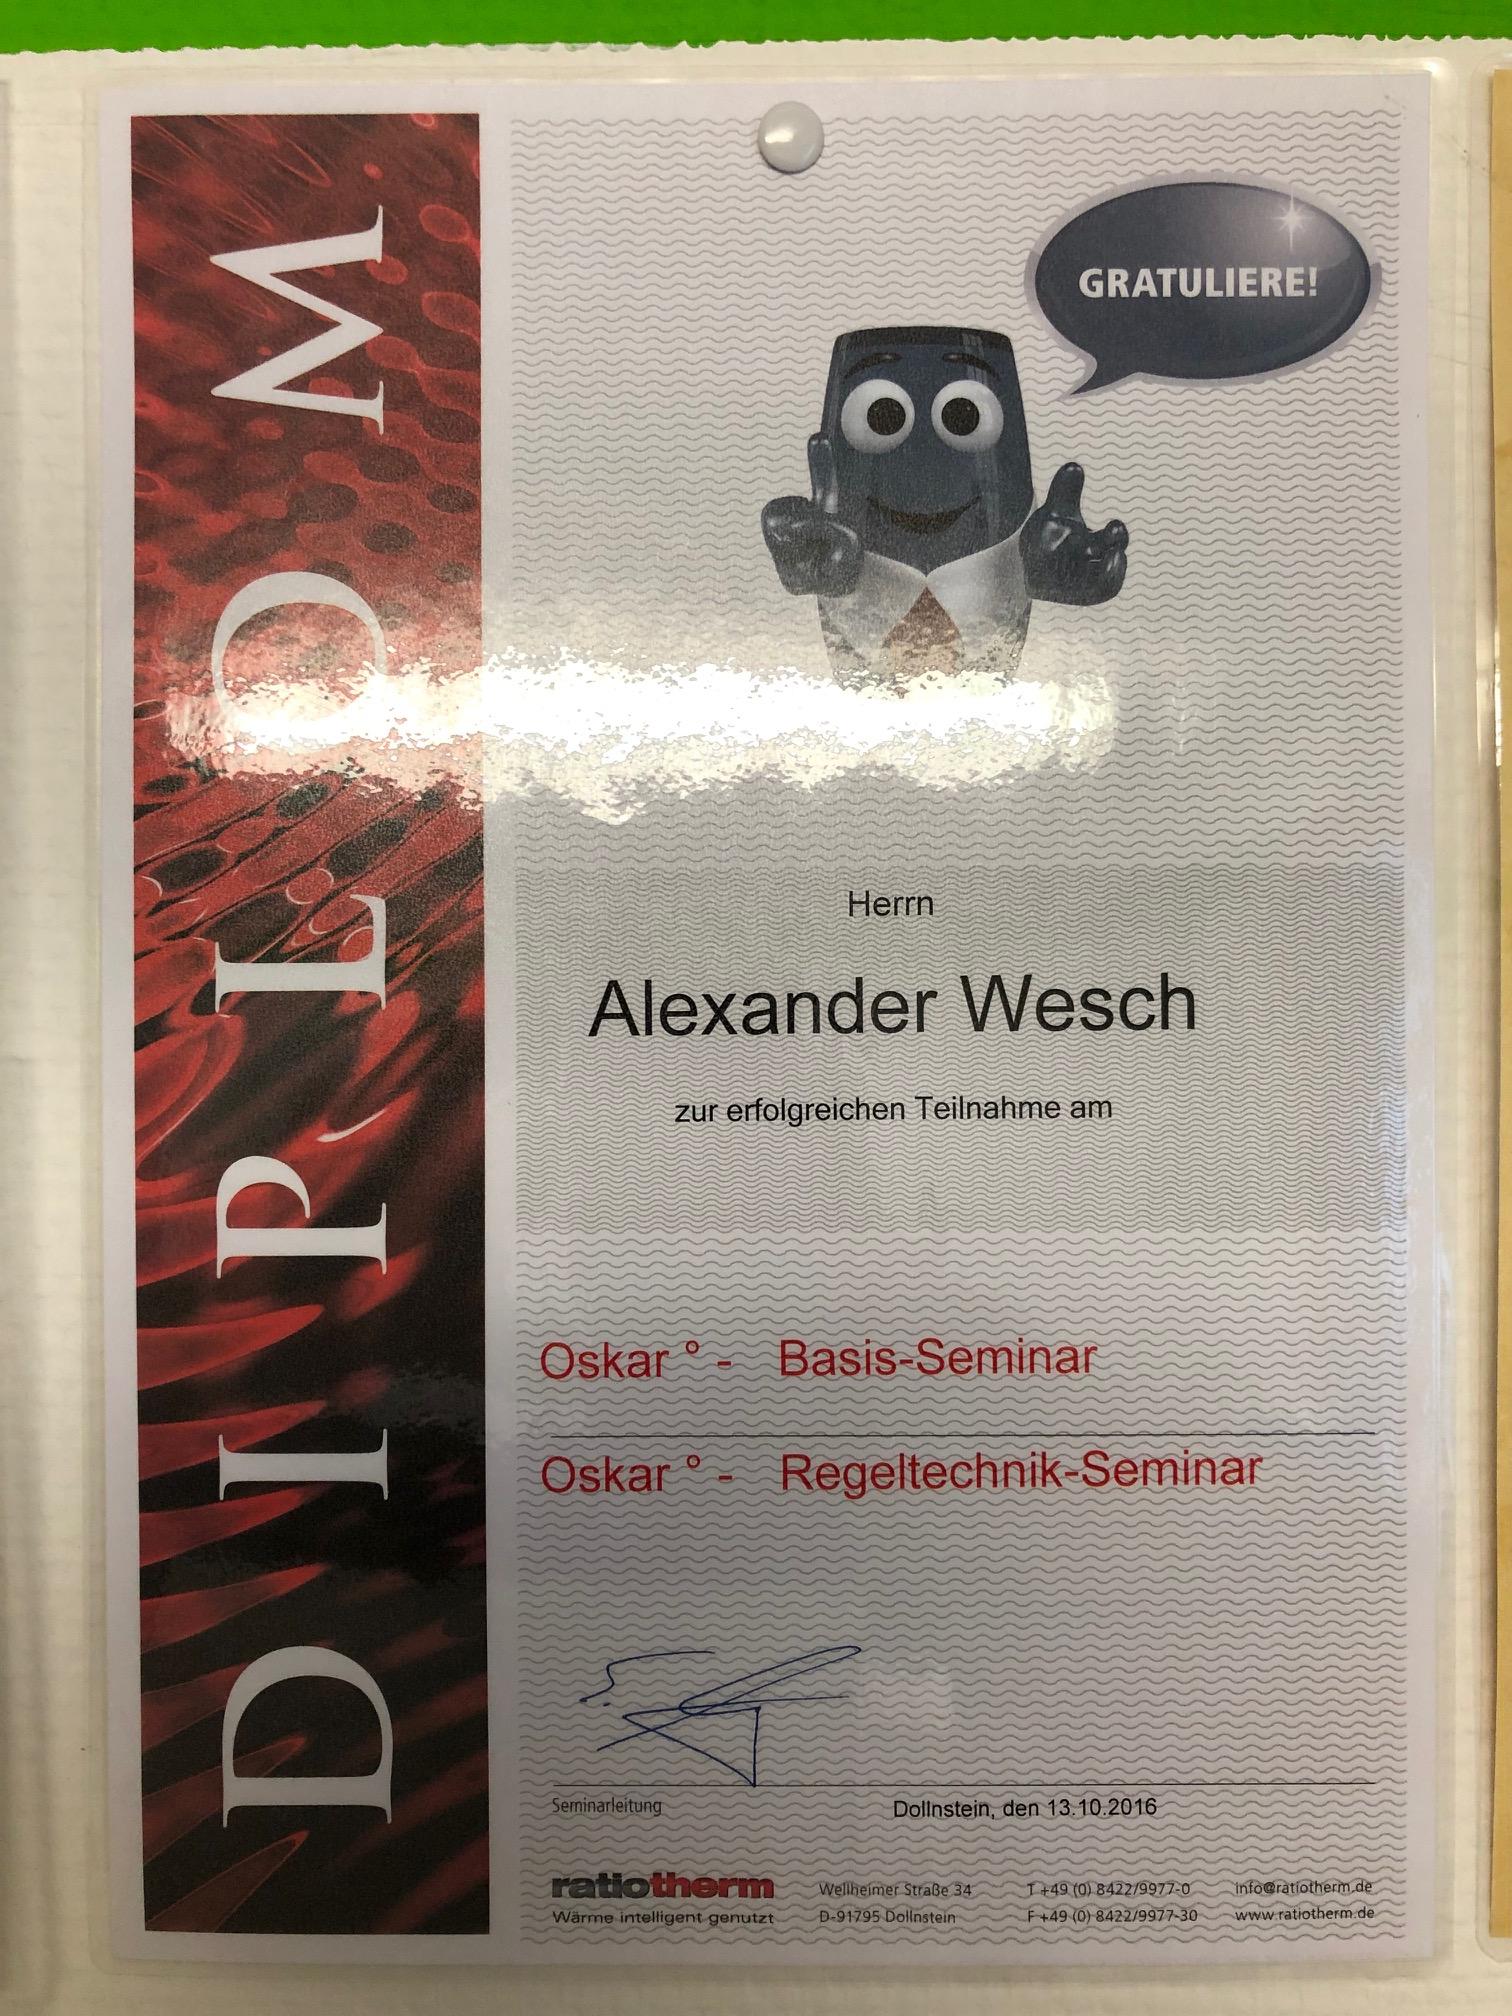 DIPLOM
GRATULIERE!
Herrn
Alexander Wesch
zur erfolgreichen Teilnahme am
Oskar ° - Basis-Seminar
Oskar ° - Regeltechnik-Seminar
Seminarleitung
Dollnstein, den 13.10.2016
ratiotherm
Wärme intelligent genutzt
Wellheimer Straße 34
D-91795 Dollnstein
T +49 (0) 8422/9977-0
F +49 (0) 8422/9977-30
info@ratiotherm.de
www.ratiotherm.de